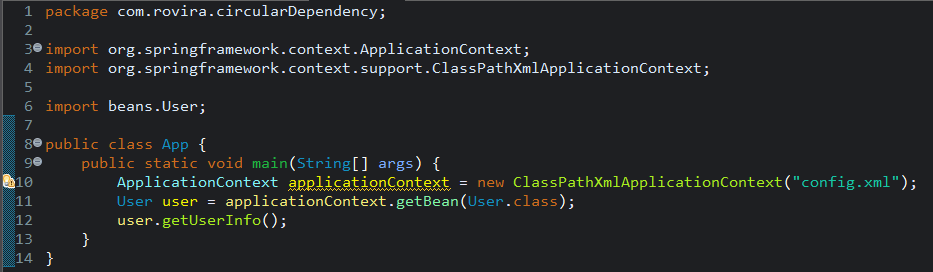 1 package com.rovira.circularDependency;
2
3 import org.springframework.context.ApplicationContext;
4 import org.springframework.context.support.ClassPathXmlApplicationContext;
5
6 import beans.User;
7
8 public class App {
9     public static void main(String[] args) {
10         ApplicationContext applicationContext = new ClassPathXmlApplicationContext("config.xml");
11         User user = applicationContext.getBean(User.class);
12         user.getUserInfo();
13     }
14 }